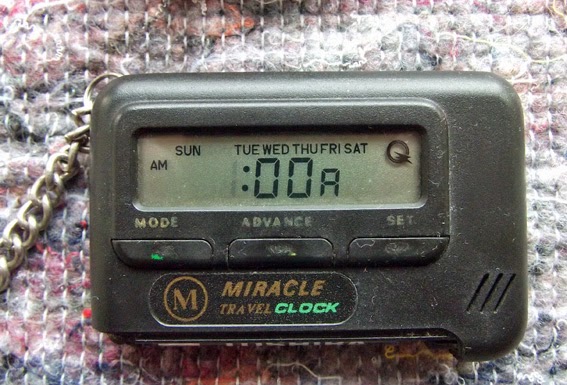 SUN TUE WED THU FRI SAT
AM :00A
MODE ADVANCE SET
M MIRACLE
TRAVEL CLOCK